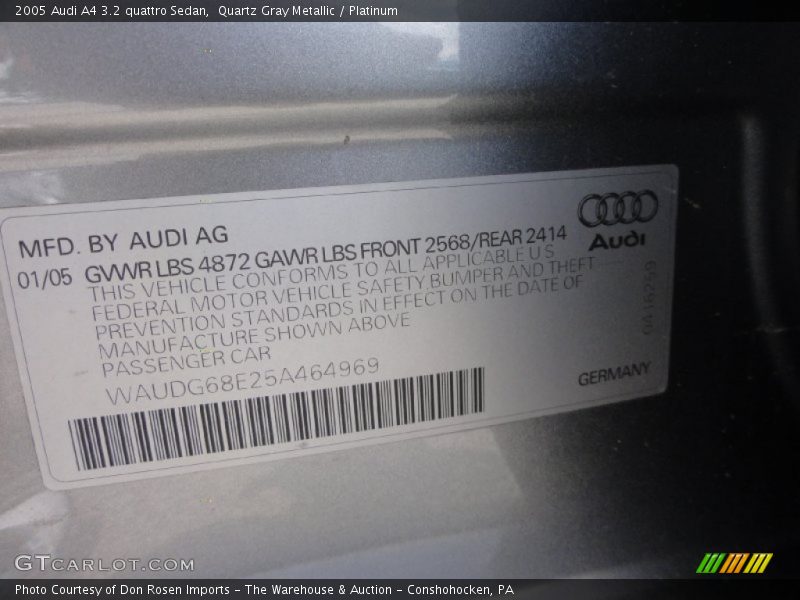 2005 Audi A4 3.2 quattro Sedan,  Quartz Gray Metallic / Platinum
MFD. BY AUDI AG
01/05 GVWR LBS 4872 GAWR LBS FRONT 2568/REAR 2414
THIS VEHICLE CONFORMS TO ALL APPLICABLE U S
FEDERAL MOTOR VEHICLE SAFETY BUMPER AND THEFT
PREVENTION STANDARDS IN EFFECT ON THE DATE OF
MANUFACTURE SHOWN ABOVE
PASSENGER CAR
WAUDG68E25A464969
Audi
GERMANY
GTCARLOT.COM
Photo Courtesy of Don Rosen Imports - The Warehouse & Auction - Conshohocken, PA